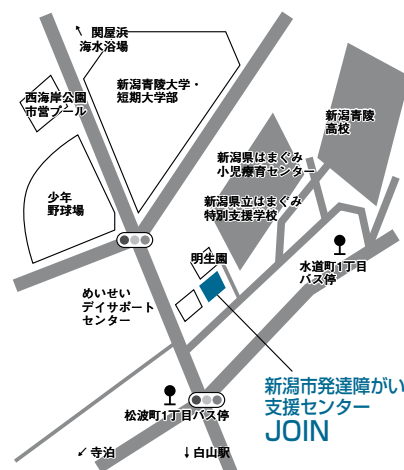 関屋浜
海水浴場
西海岸公園
市営プール
新潟青陵大学・
短期大学部
新潟青陵
高校
新潟県はまぐみ
小児療育センター
新潟県立はまぐみ
特別支援学校
少年
野球場
明生園
水道町1丁目
バス停
めいせい
デイサポート
センター
新潟市発達障がい
支援センター
JOIN
松波町1丁目バス停
↙寺泊
↓白山駅